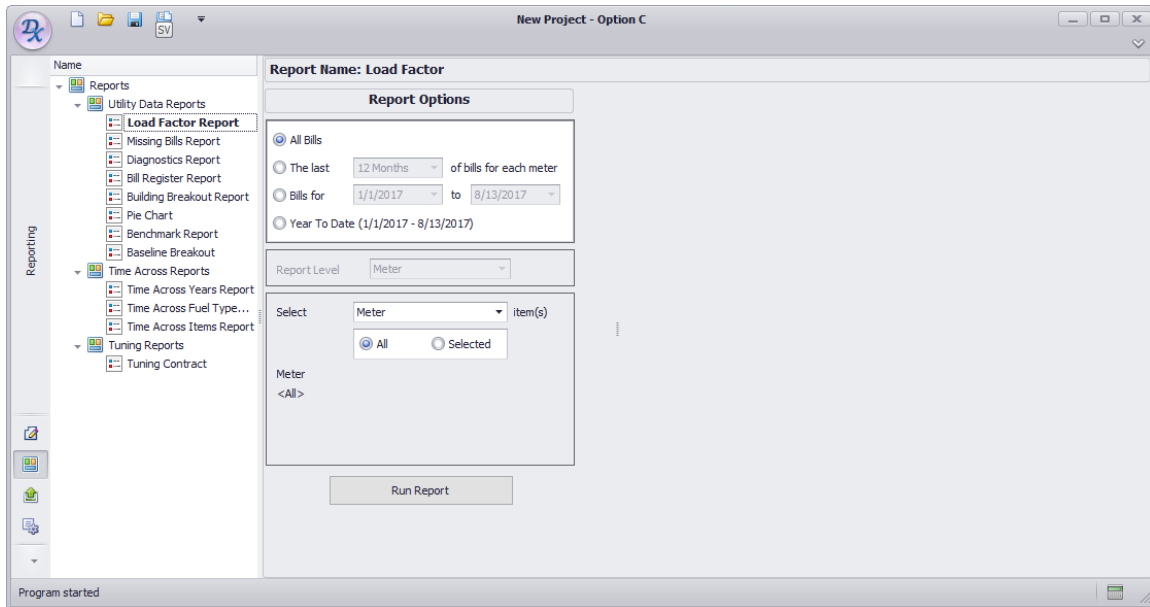 Dx
SV
New Project - Option C
Name
Reports
Utility Data Reports
Load Factor Report
Missing Bills Report
Diagnostics Report
Bill Register Report
Building Breakout Report
Pie Chart
Benchmark Report
Baseline Breakout
Time Across Reports
Time Across Years Report
Time Across Fuel Type...
Time Across Items Report
Tuning Reports
Tuning Contract
Reporting
Report Name: Load Factor
Report Options
All Bills
The last 12 Months of bills for each meter
Bills for 1/1/2017 to 8/13/2017
Year To Date (1/1/2017 - 8/13/2017)
Report Level Meter
Select Meter item(s)
All Selected
Meter
<All>
Run Report
Program started